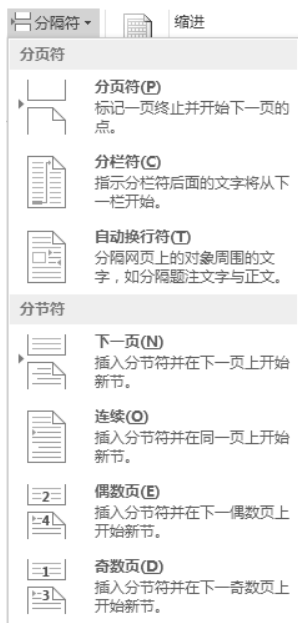 分隔符 缩进
分页符
分页符(P)
标记一页终止并开始下一页的
点。
分栏符(C)
指示分栏符后面的文字将从下
一栏开始。
自动换行符(T)
分隔网页上的对象周围的文
字，如分隔题注文字与正文。
分节符
下一页(N)
插入分节符并在下一页上开始
新节。
连续(O)
插入分节符并在同一页上开始
新节。
偶数页(E)
2
4
插入分节符并在下一偶数页上
开始新节。
奇数页(D)
1
3
插入分节符并在下一奇数页上
开始新节。